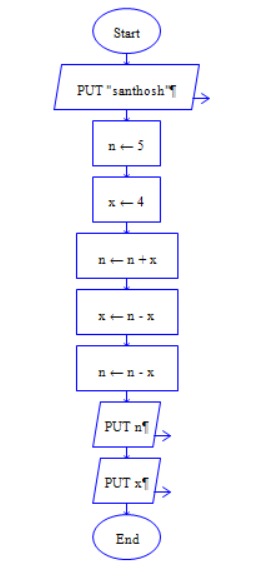 Start
PUT "santhosh"¶
n ← 5
x ← 4
n ← n + x
x ← n - x
n ← n - x
PUT n¶
PUT x¶
End